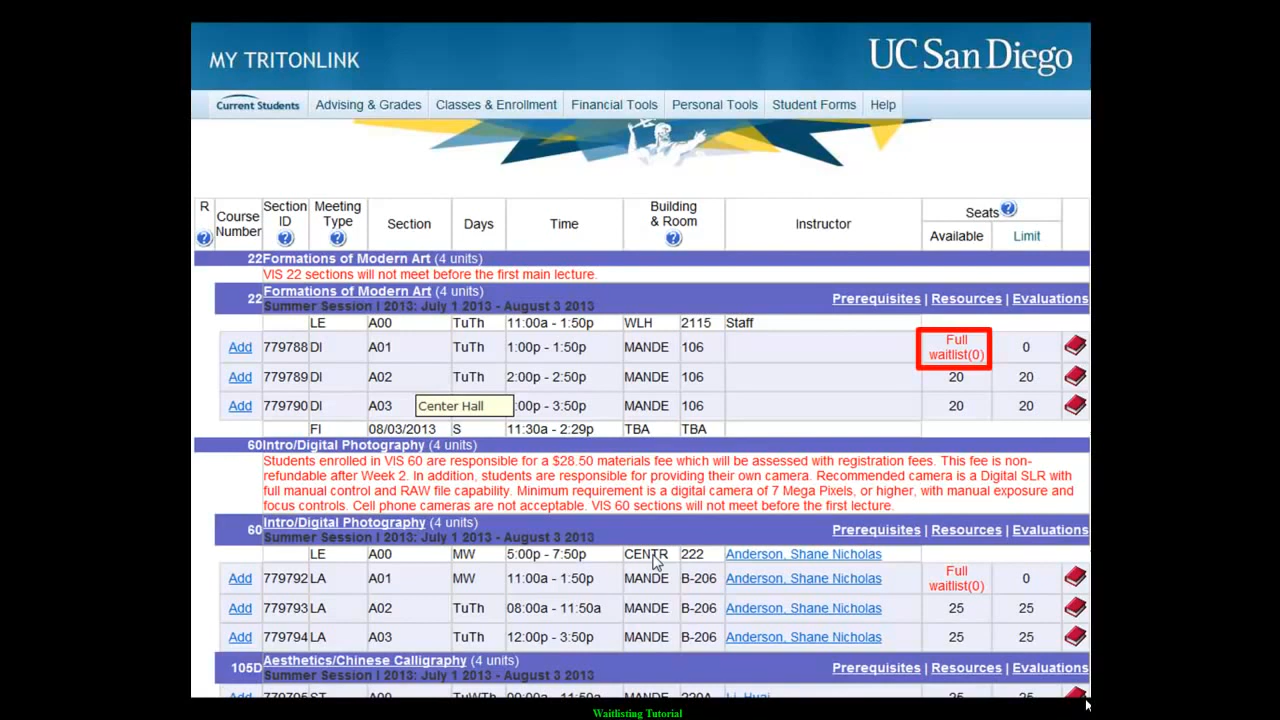 MY TRITONLINK
UC San Diego
Current Students Advising & Grades Classes & Enrollment Financial Tools Personal Tools Student Forms Help
R Course Number Section ID Meeting Type Section Days Time Building & Room Instructor Seats Available Limit
22 Formations of Modern Art (4 units)
VIS 22 sections will not meet before the first main lecture.
22 Formations of Modern Art (4 units)
Summer Session I 2013: July 1 2013 - August 3 2013
Prerequisites | Resources | Evaluations
LE A00 TuTh 11:00a - 1:50p WLH 2115 Staff
Add 779788 DI A01 TuTh 1:00p - 1:50p MANDE 106 Full waitlist(0) 0
Add 779789 DI A02 TuTh 2:00p - 2:50p MANDE 106 20 20
Add 779790 DI A03 Center Hall :00p - 3:50p MANDE 106 20 20
FI 08/03/2013 S 11:30a - 2:29p TBA TBA
60 Intro/Digital Photography (4 units)
Students enrolled in VIS 60 are responsible for a $28.50 materials fee which will be assessed with registration fees. This fee is non-
refundable after Week 2. In addition, students are responsible for providing their own camera. Recommended camera is a Digital SLR with
full manual control and RAW file capability. Minimum requirement is a digital camera of 7 Mega Pixels, or higher, with manual exposure and
focus controls. Cell phone cameras are not acceptable. VIS 60 sections will not meet before the first lecture.
60 Intro/Digital Photography (4 units)
Summer Session I 2013: July 1 2013 - August 3 2013
Prerequisites | Resources | Evaluations
LE A00 MW 5:00p - 7:50p CENTR 222 Anderson, Shane Nicholas
Add 779792 LA A01 MW 11:00a - 1:50p MANDE B-206 Anderson, Shane Nicholas Full waitlist(0) 0
Add 779793 LA A02 TuTh 08:00a - 11:50a MANDE B-206 Anderson, Shane Nicholas 25 25
Add 779794 LA A03 TuTh 12:00p - 3:50p MANDE B-206 Anderson, Shane Nicholas 25 25
105D Aesthetics/Chinese Calligraphy (4 units)
Summer Session I 2013: July 1 2013 - August 3 2013
Prerequisites | Resources | Evaluations
Waitlisting Tutorial